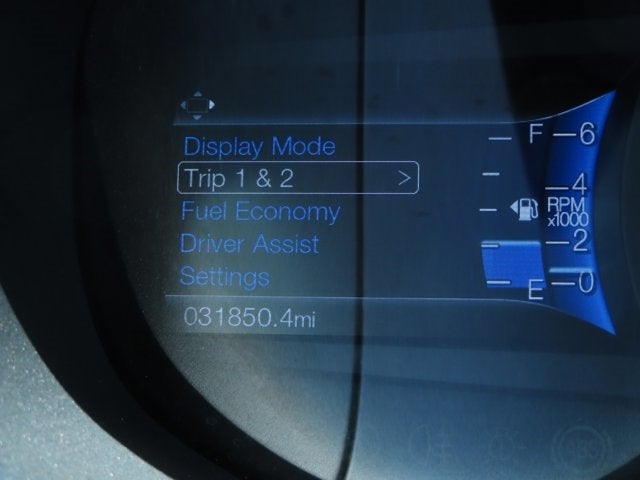 Display Mode
Trip 1 & 2 >
Fuel Economy
Driver Assist
Settings
031850.4mi
F
E
6
4
RPM
x1000
2
0